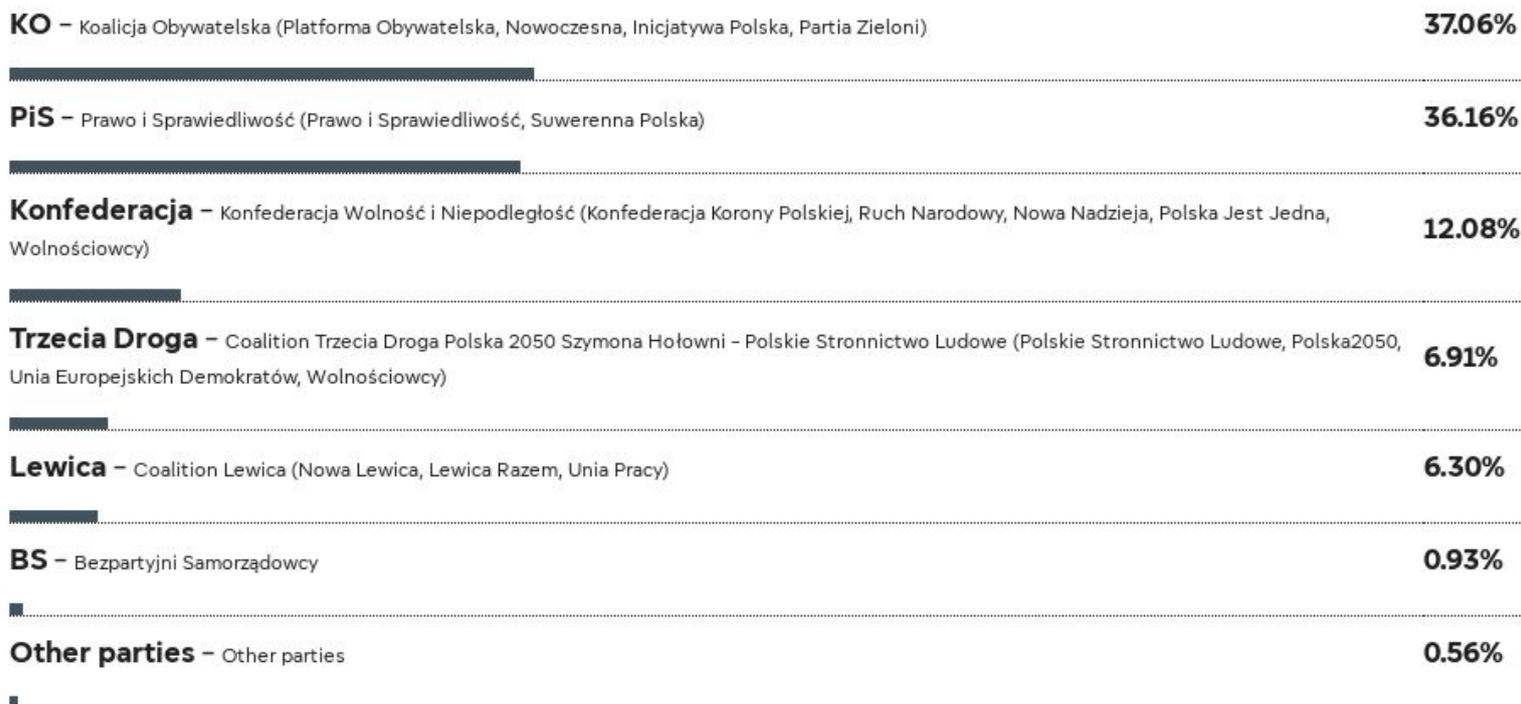 KO – Koalicja Obywatelska (Platforma Obywatelska, Nowoczesna, Inicjatywa Polska, Partia Zieloni) 37.06%
PiS – Prawo i Sprawiedliwość (Prawo i Sprawiedliwość, Suwerenna Polska) 36.16%
Konfederacja – Konfederacja Wolność i Niepodległość (Konfederacja Korony Polskiej, Ruch Narodowy, Nowa Nadzieja, Polska Jest Jedna,
Wolnościowcy)
12.08%
Trzecia Droga – Coalition Trzecia Droga Polska 2050 Szymona Hołowni - Polskie Stronnictwo Ludowe (Polskie Stronnictwo Ludowe, Polska2050,
Unia Europejskich Demokratów, Wolnościowcy)
6.91%
Lewica – Coalition Lewica (Nowa Lewica, Lewica Razem, Unia Pracy) 6.30%
BS – Bezpartyjni Samorządowcy 0.93%
Other parties – Other parties 0.56%